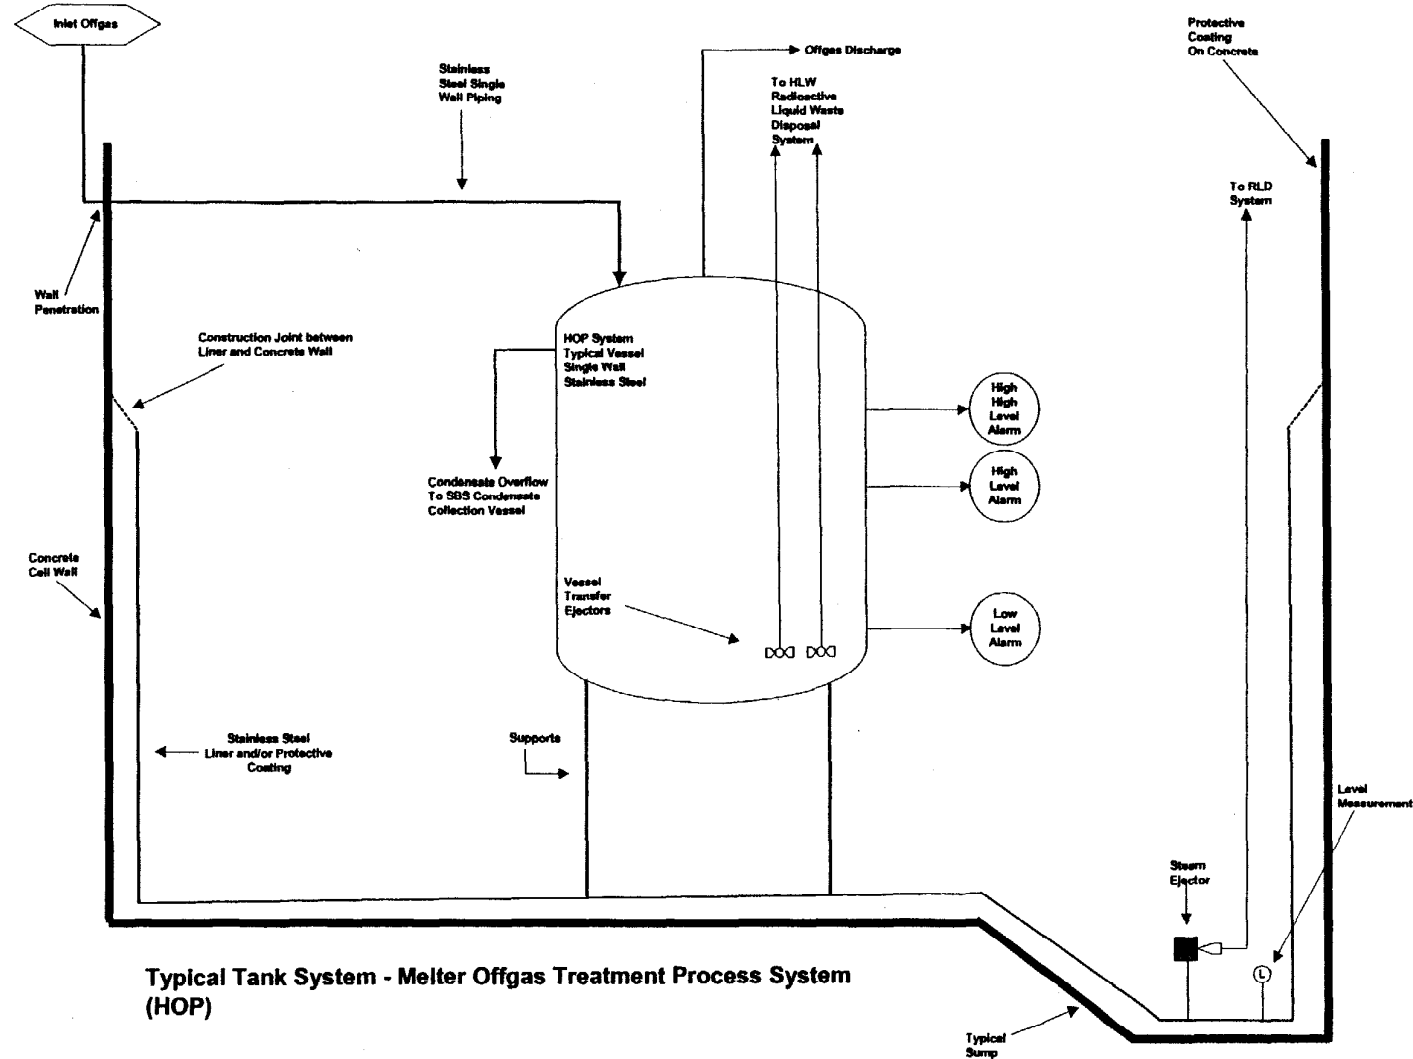 Inlet Offgas
Stainless
Steel Single
Wall Piping
Offgas Discharge
To HLW
Radioactive
Liquid Waste
Disposal
System
Protective
Coating
On Concrete
To RLD
System
Wall
Penetration
Construction Joint between
Liner and Concrete Wall
HOP System
Typical Vessel
Single Wall
Stainless Steel
High
High
Level
Alarm
High
Level
Alarm
Condensate Overflow
To SBS Condensate
Collection Vessel
Concrete
Cell Wall
Vessel
Transfer
Ejectors
Low
Level
Alarm
Stainless Steel
Liner and/or Protective
Coating
Supports
Level
Measurement
Steam
Ejector
L
Typical Tank System - Melter Offgas Treatment Process System
(HOP)
Typical
Sump